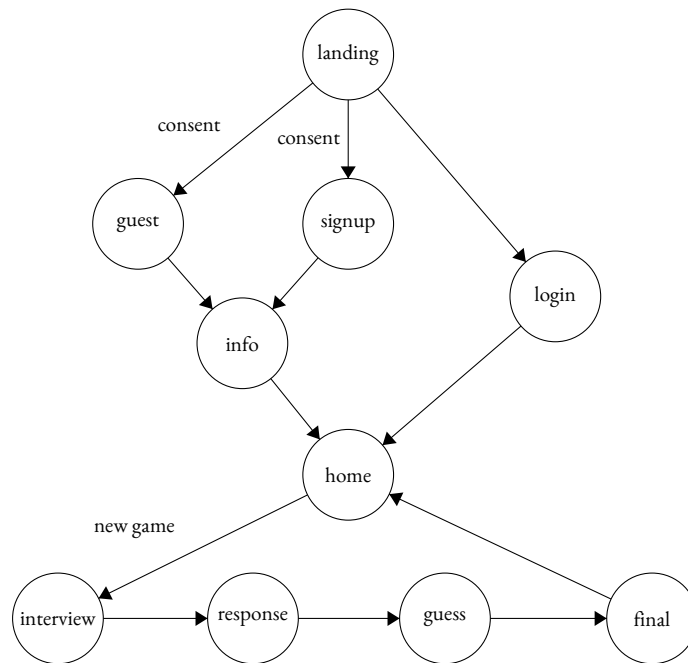 landing
consent
consent
guest
signup
login
info
home
new game
interview
response
guess
final